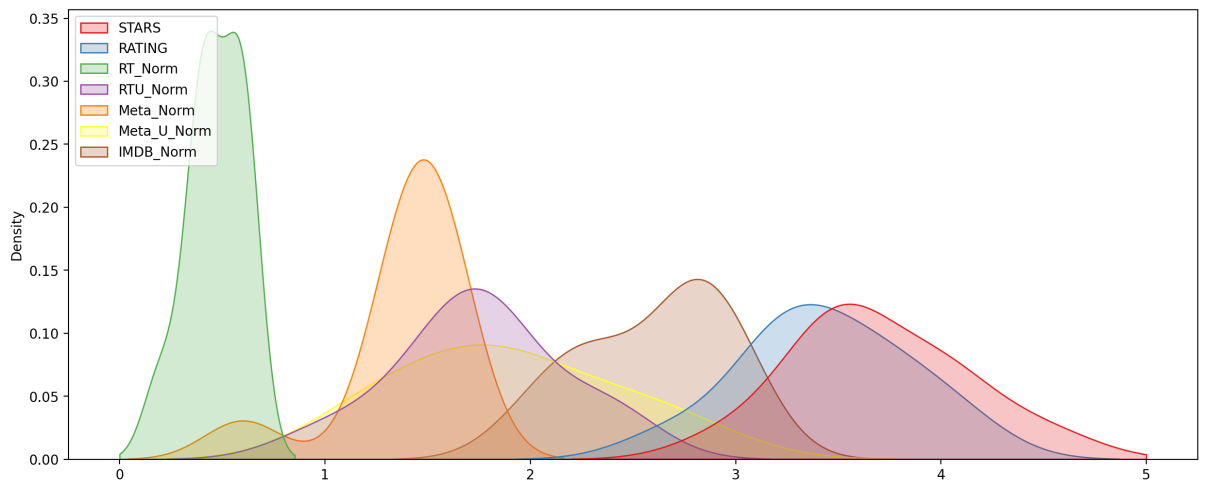 STARS
RATING
RT_Norm
RTU_Norm
Meta_Norm
Meta_U_Norm
IMDB_Norm
Density
0.35
0.30
0.25
0.20
0.15
0.10
0.05
0.00
0 1 2 3 4 5